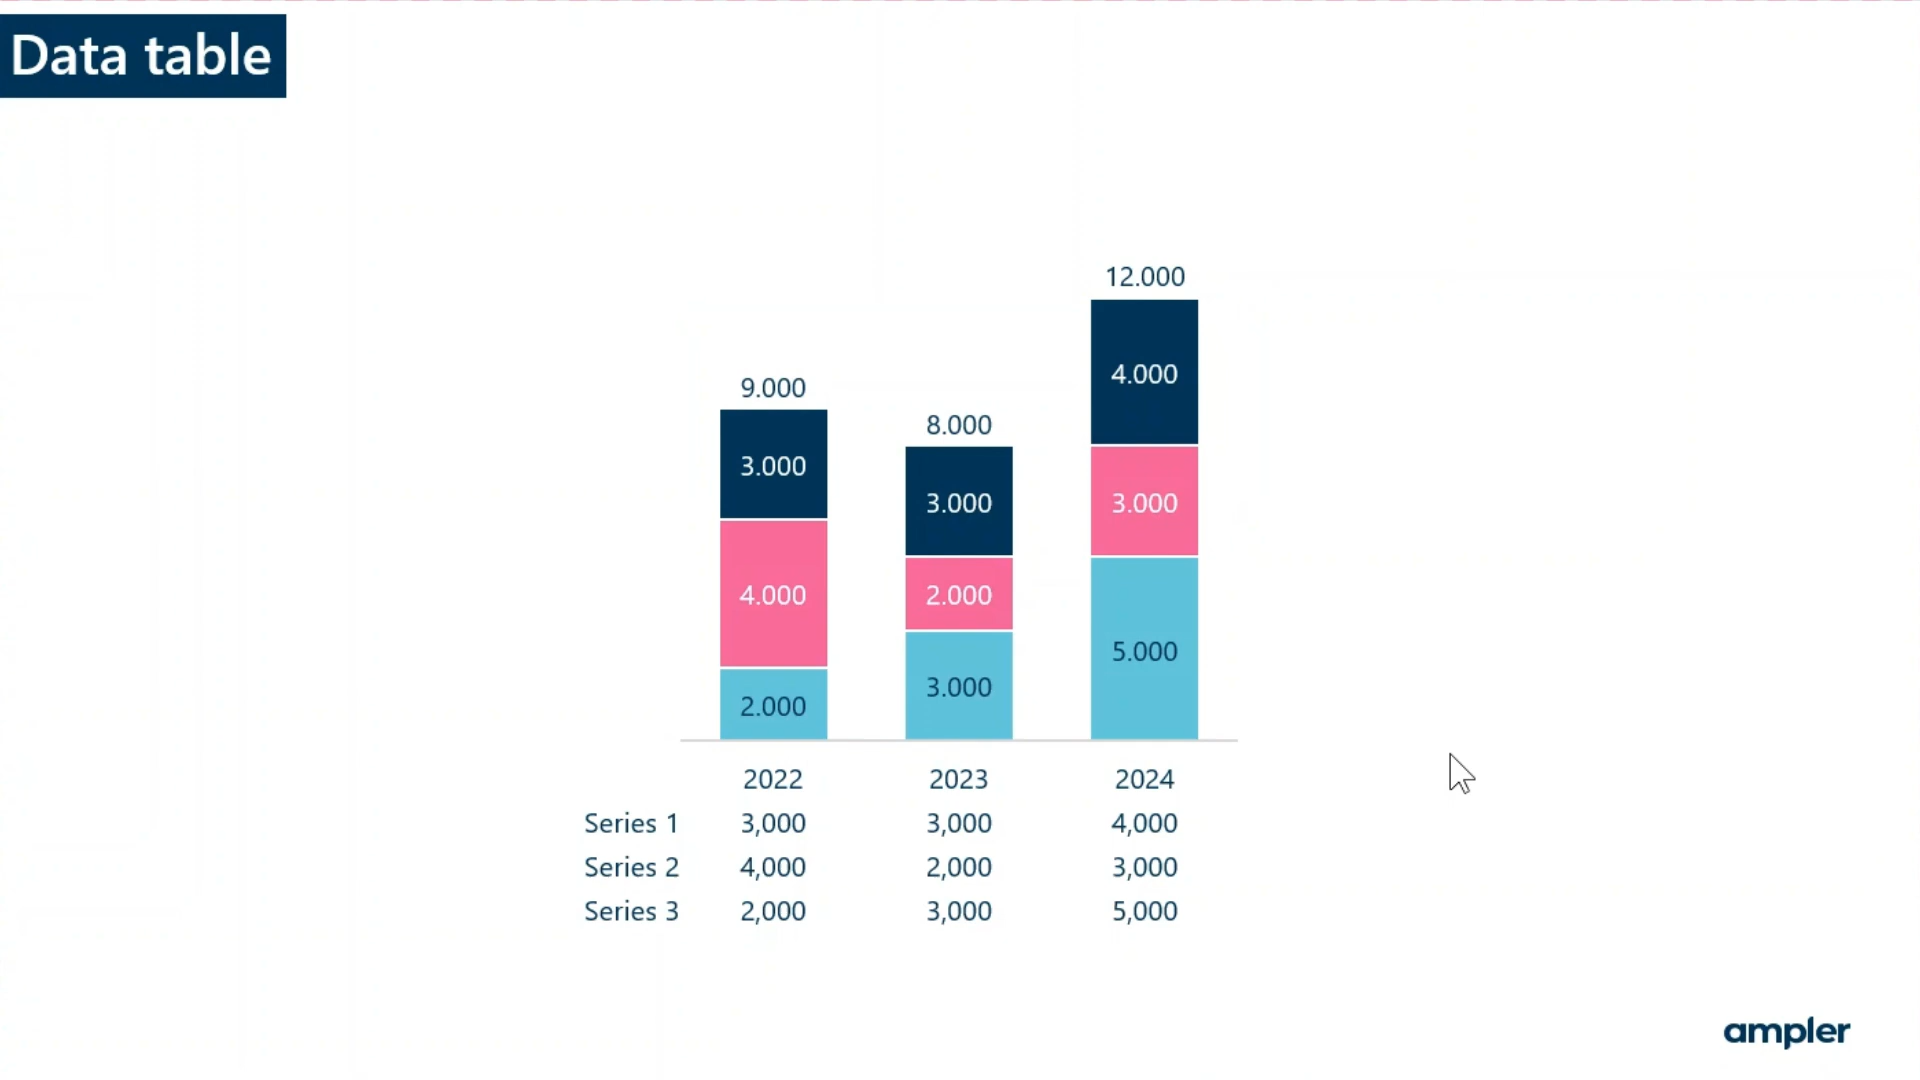 Data table
12.000
4.000
9.000
8.000
3.000
3.000
3.000
4.000
2.000
5.000
2.000
3.000
2022 2023 2024
Series 1 3,000 3,000 4,000
Series 2 4,000 2,000 3,000
Series 3 2,000 3,000 5,000
ampler